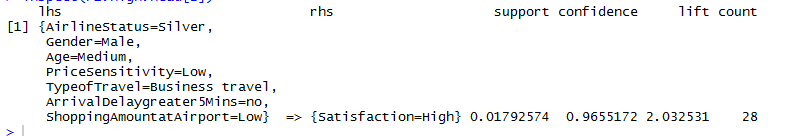 lhs rhs support confidence lift count
[1] {AirlineStatus=Silver,
Gender=Male,
Age=Medium,
PriceSensitivity=Low,
TypeofTravel=Business travel,
ArrivalDelaygreater5Mins=no,
ShoppingAmountatAirport=Low} => {Satisfaction=High} 0.01792574 0.9655172 2.032531 28
>